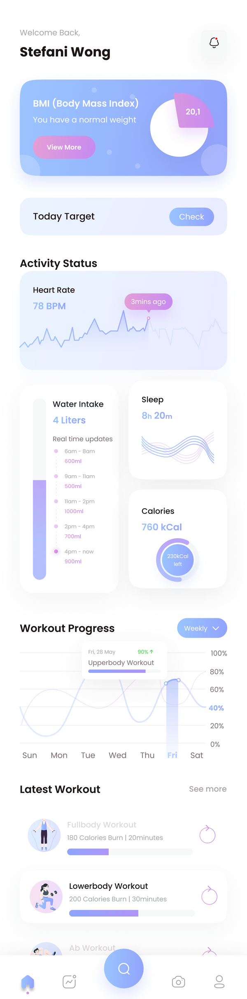 Welcome Back,
Stefani Wong
BMI (Body Mass Index)
You have a normal weight
20,1
View More
Today Target
Check
Activity Status
Heart Rate
78 BPM
3mins ago
Water Intake
4 Liters
Real time updates
6am - 8am
600ml
9am - 11am
500ml
11am - 2pm
1000ml
2pm - 4pm
700ml
4pm - now
900ml
Sleep
8h 20m
Calories
760 kCal
230kCal
left
Workout Progress
Weekly
Fri, 28 May 90%
Upperbody Workout
100%
80%
60%
40%
20%
0%
Sun Mon Tue Wed Thu Fri Sat
Latest Workout
See more
Fullbody Workout
180 Calories Burn | 20minutes
Lowerbody Workout
200 Calories Burn | 30minutes
Ab Workout